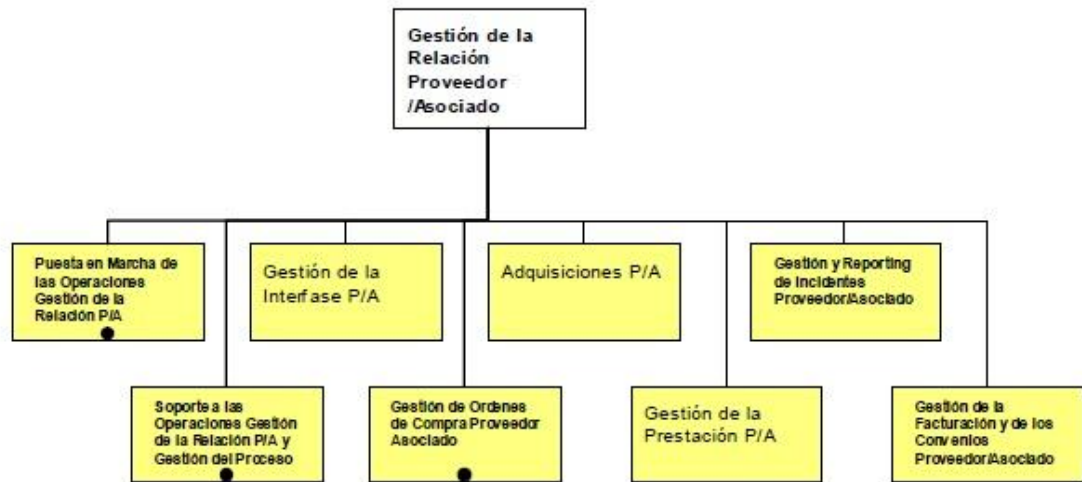 Gestión de la
Relación
Proveedor
/Asociado
Puesta en Marcha de
las Operaciones
Gestión de la
Relación P/A
Gestión de la
Interfase P/A
Adquisiciones P/A
Gestión y Reporting
de Incidentes
Proveedor/Asociado
Soporte a las
Operaciones Gestión
de la Relación P/A y
Gestión del Proceso
Gestión de Ordenes
de Compra Proveedor
Asociado
Gestión de la
Prestación P/A
Gestión de la
Facturación y de los
Convenios
Proveedor/Asociado